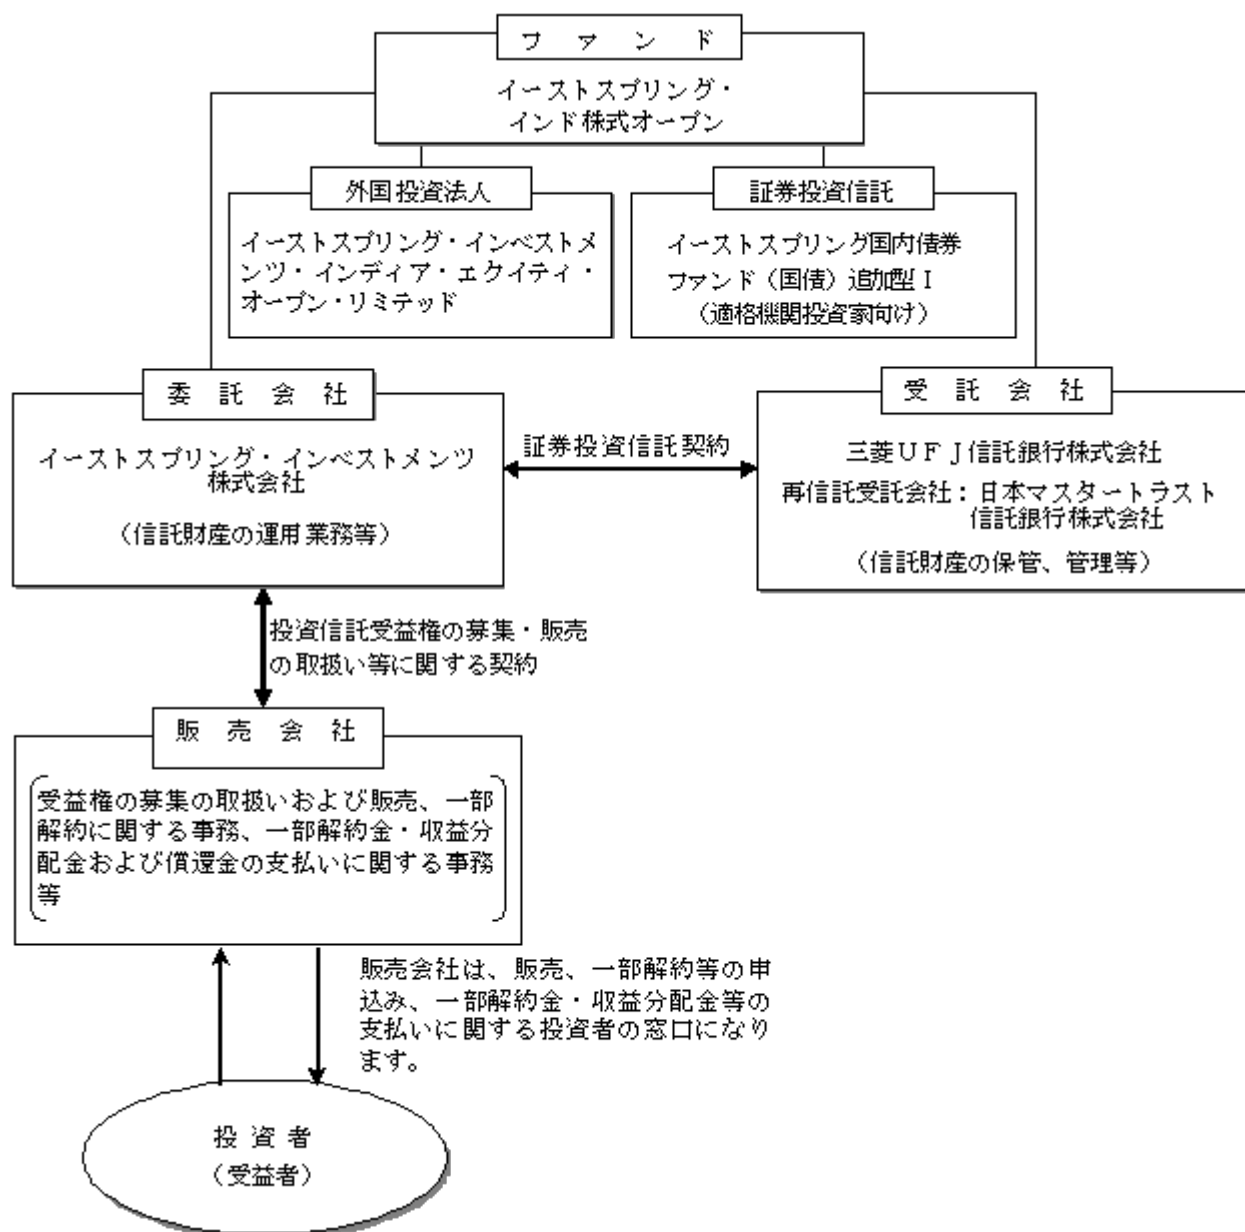 ファンド
イーストスプリング・
インド株式オープン
外国投資法人
イーストスプリング・インベストメ
ンツ・インディア・エクイティ・
オープン・リミテッド
証券投資信託
イーストスプリング国内債券
ファンド（国債）追加型Ⅰ
（適格機関投資家向け）
委託会社
イーストスプリング・インベストメンツ
株式会社
（信託財産の運用業務等）
証券投資信託契約
受託会社
三菱ＵＦＪ信託銀行株式会社
再信託受託会社：日本マスタートラスト
信託銀行株式会社
（信託財産の保管、管理等）
投資信託受益権の募集・販売
の取扱い等に関する契約
販売会社
受益権の募集の取扱いおよび販売、一部
解約に関する事務、一部解約金・収益分
配金および償還金の支払いに関する事務
等
販売会社は、販売、一部解約等の申
込み、一部解約金・収益分配金等の
支払いに関する投資者の窓口になり
ます。
投資者
（受益者）